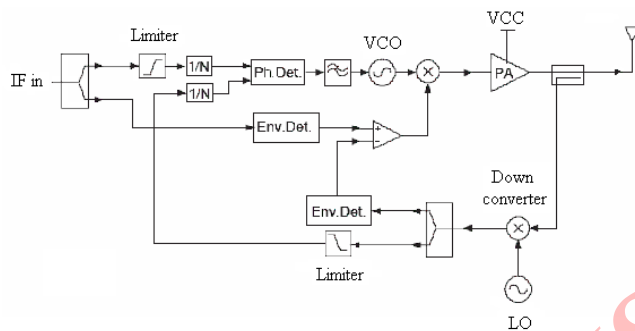 Limiter
VCC
VCO
IF in
1/N
Ph.Det.
PA
1/N
Env.Det.
+
-
Down
converter
Env.Det.
Limiter
LO